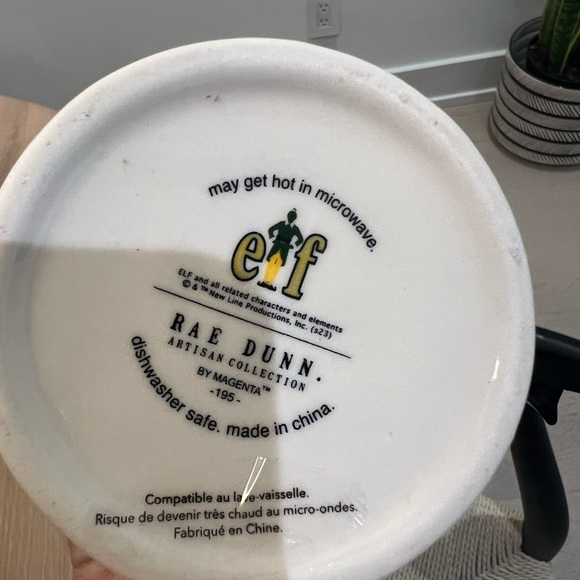 may get hot in microwave.
elf
ELF and all related characters and elements
© & ™ New Line Productions, Inc. (s23)
RAE DUNN.
ARTISAN COLLECTION
BY MAGENTA™
-195-
dishwasher safe. made in china.
Compatible au lave-vaisselle.
Risque de devenir très chaud au micro-ondes.
Fabriqué en Chine.